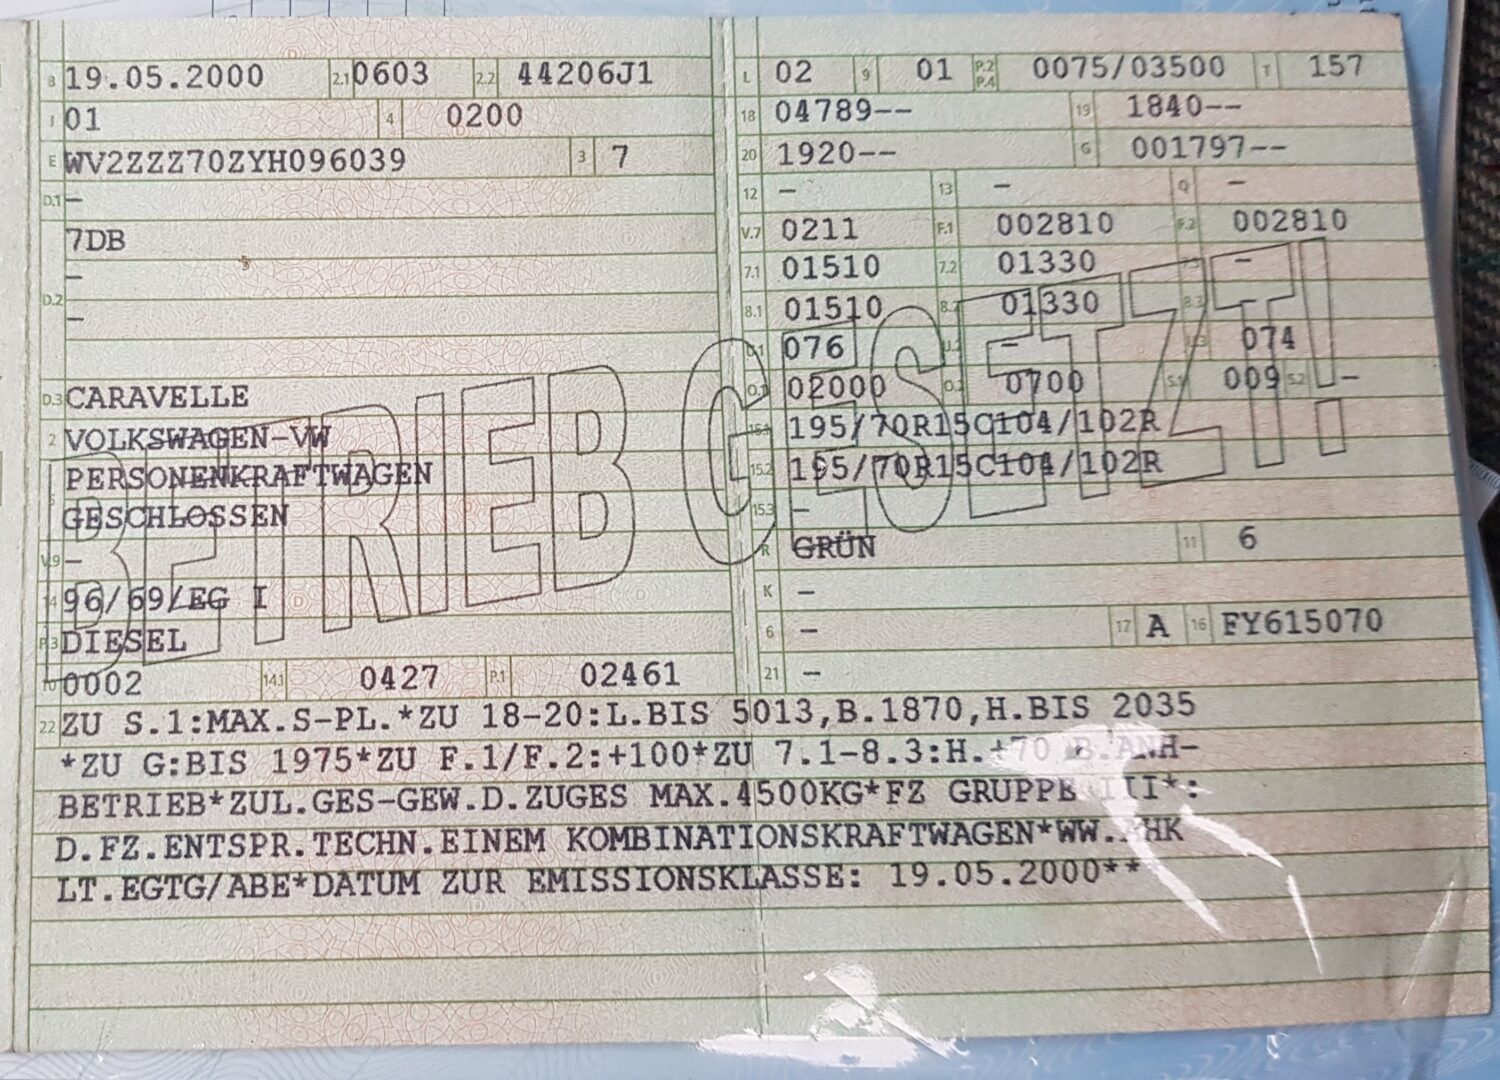 B 19.05.2000 2.1 0603 2.2 44206J1
J 01 4 0200
E WV2ZZZ70ZYH096039 3 7
D.1 –
7DB
–
D.2
–
D.3 CARAVELLE
2 VOLKSWAGEN-VW
5 PERSONENKRAFTWAGEN
GESCHLOSSEN
V.9 –
14 96/69/EG I
P.3 DIESEL
10 0002 14.1 0427 P.1 02461
L 02 9 01 P.2 P.4 0075/03500 T 157
18 04789-- 19 1840--
20 1920-- G 001797--
12 – 13 – Q –
V.7 0211 F.1 002810 F.2 002810
7.1 01510 7.2 01330 7.3 –
8.1 01510 8.2 01330 8.3
U.1 076 U.2 – U.3 074
O.1 02000 O.2 0700 S.1 009 S.2 –
15.1 195/70R15C104/102R
15.2 195/70R15C104/102R
15.3 –
R GRÜN 11 6
K –
6 – 17 A 16 FY615070
21 –
22 ZU S.1:MAX.S-PL.*ZU 18-20:L.BIS 5013,B.1870,H.BIS 2035
*ZU G:BIS 1975*ZU F.1/F.2:+100*ZU 7.1-8.3:H.+70 B.ANH-
BETRIEB*ZUL.GES-GEW.D.ZUGES MAX.4500KG*FZ GRUPPE III*:
D.FZ.ENTSPR.TECHN.EINEM KOMBINATIONSKRAFTWAGEN*WW.AHK
LT.EGTG/ABE*DATUM ZUR EMISSIONSKLASSE: 19.05.2000**
BETRIEB GESETZT!